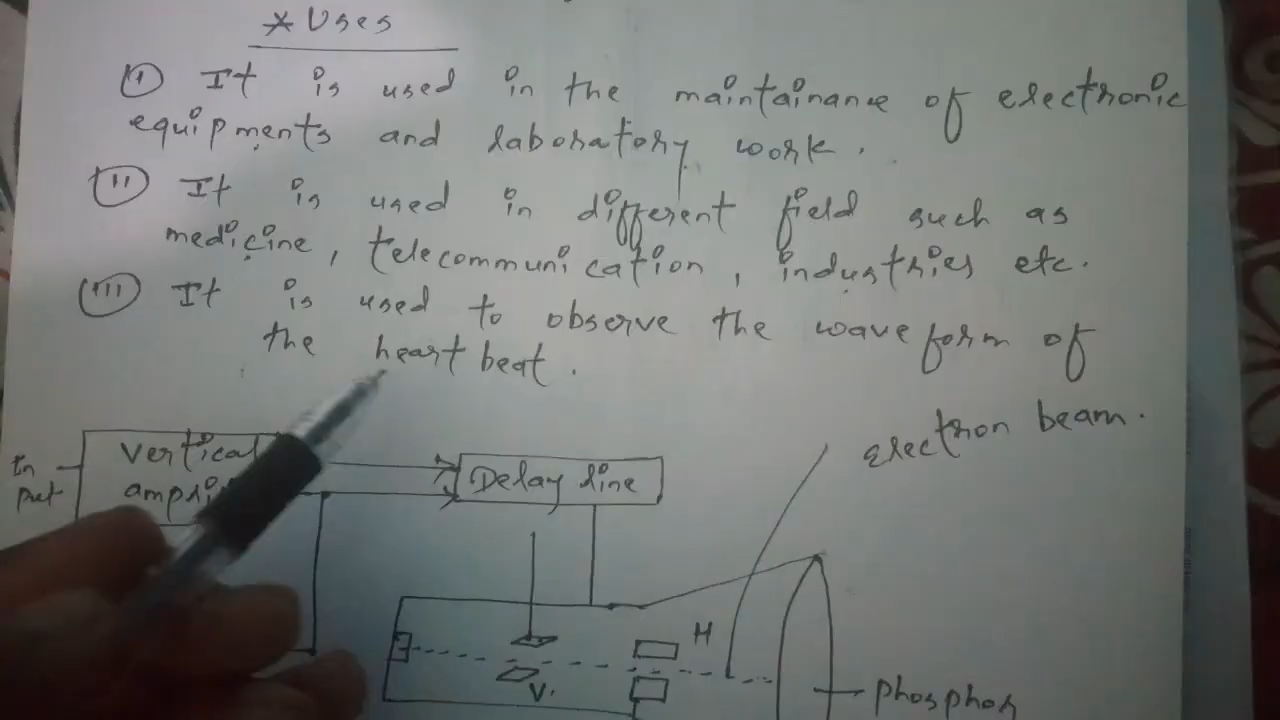 * Uses
(I) It is used in the maintainance of electronic
equipments and laboratory work.
(II) It is used in different field such as
medicine, telecommunication, industries etc.
(III) It is used to observe the waveform of
the heart beat.
electron beam.
Vertical
In
put
Delay line
H
V.
phosphor